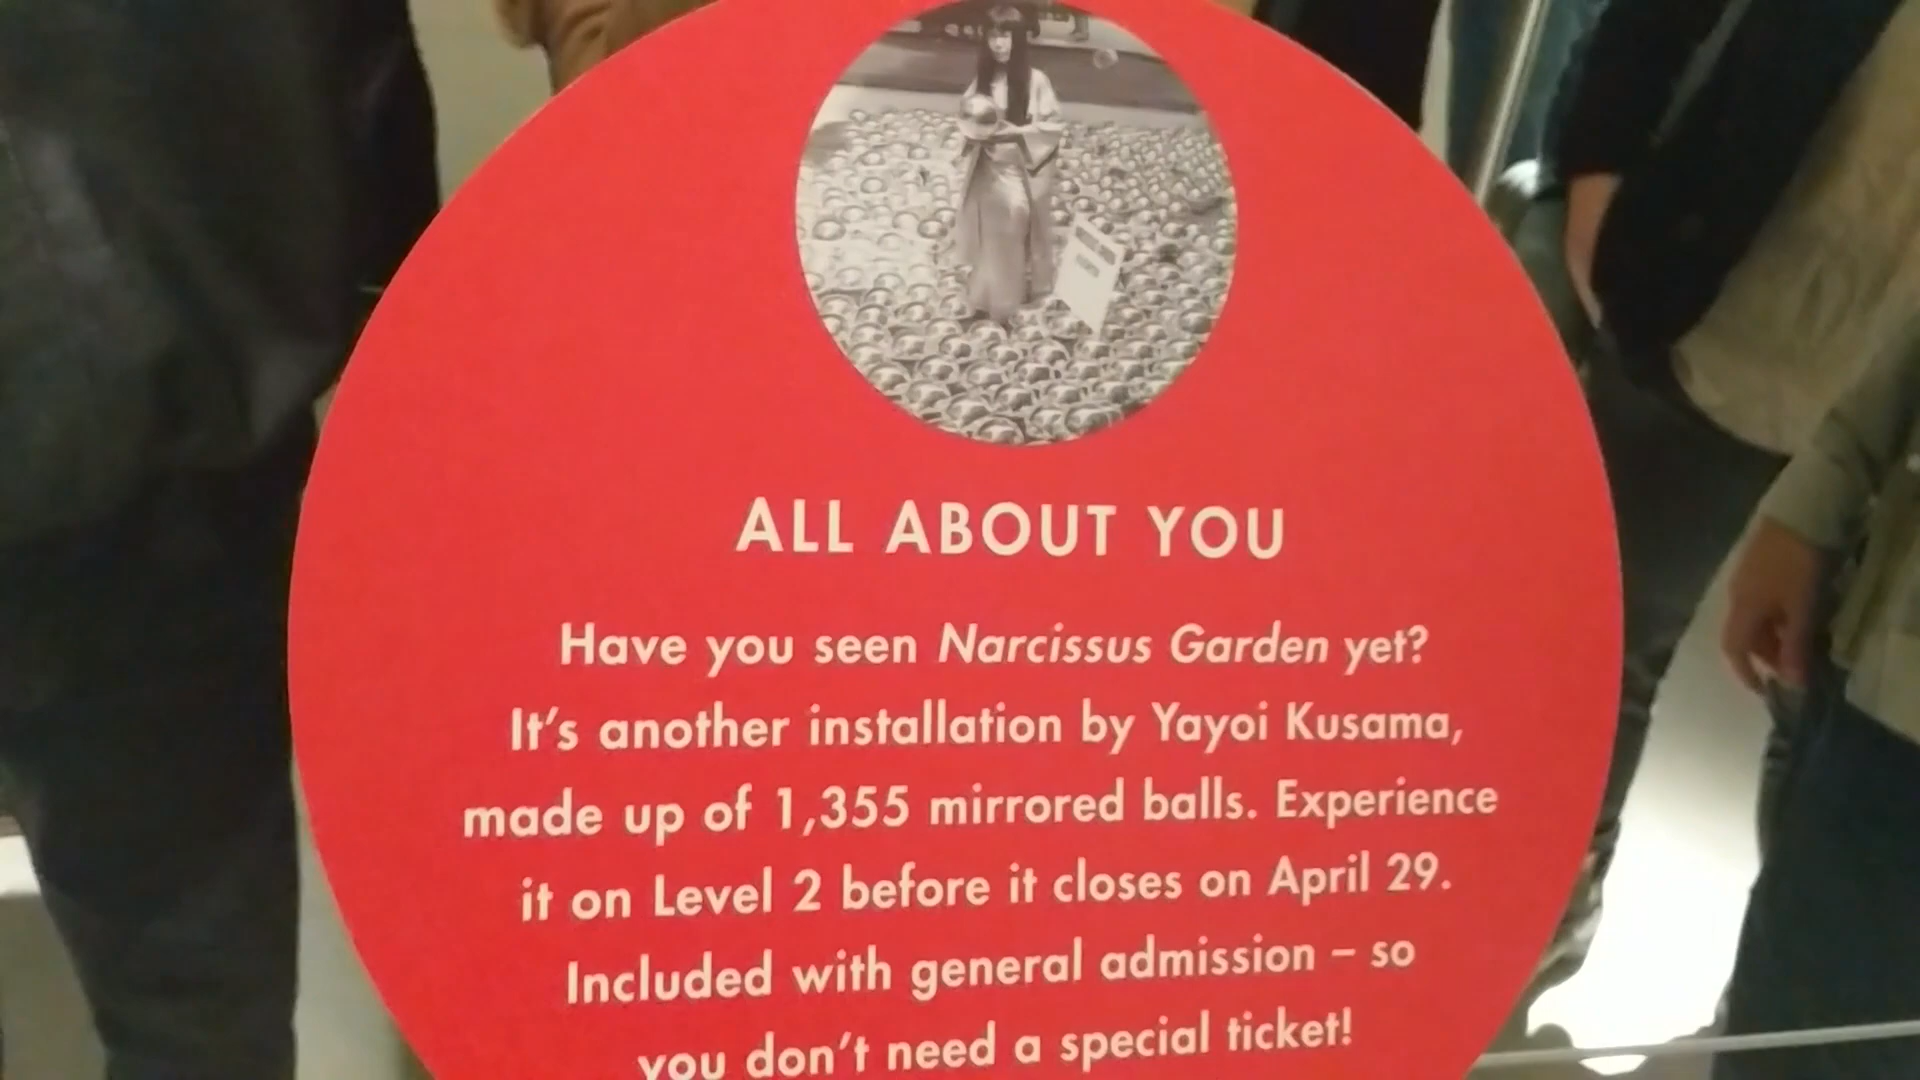 ALL ABOUT YOU
Have you seen Narcissus Garden yet?
It's another installation by Yayoi Kusama,
made up of 1,355 mirrored balls. Experience
it on Level 2 before it closes on April 29.
Included with general admission – so
you don't need a special ticket!